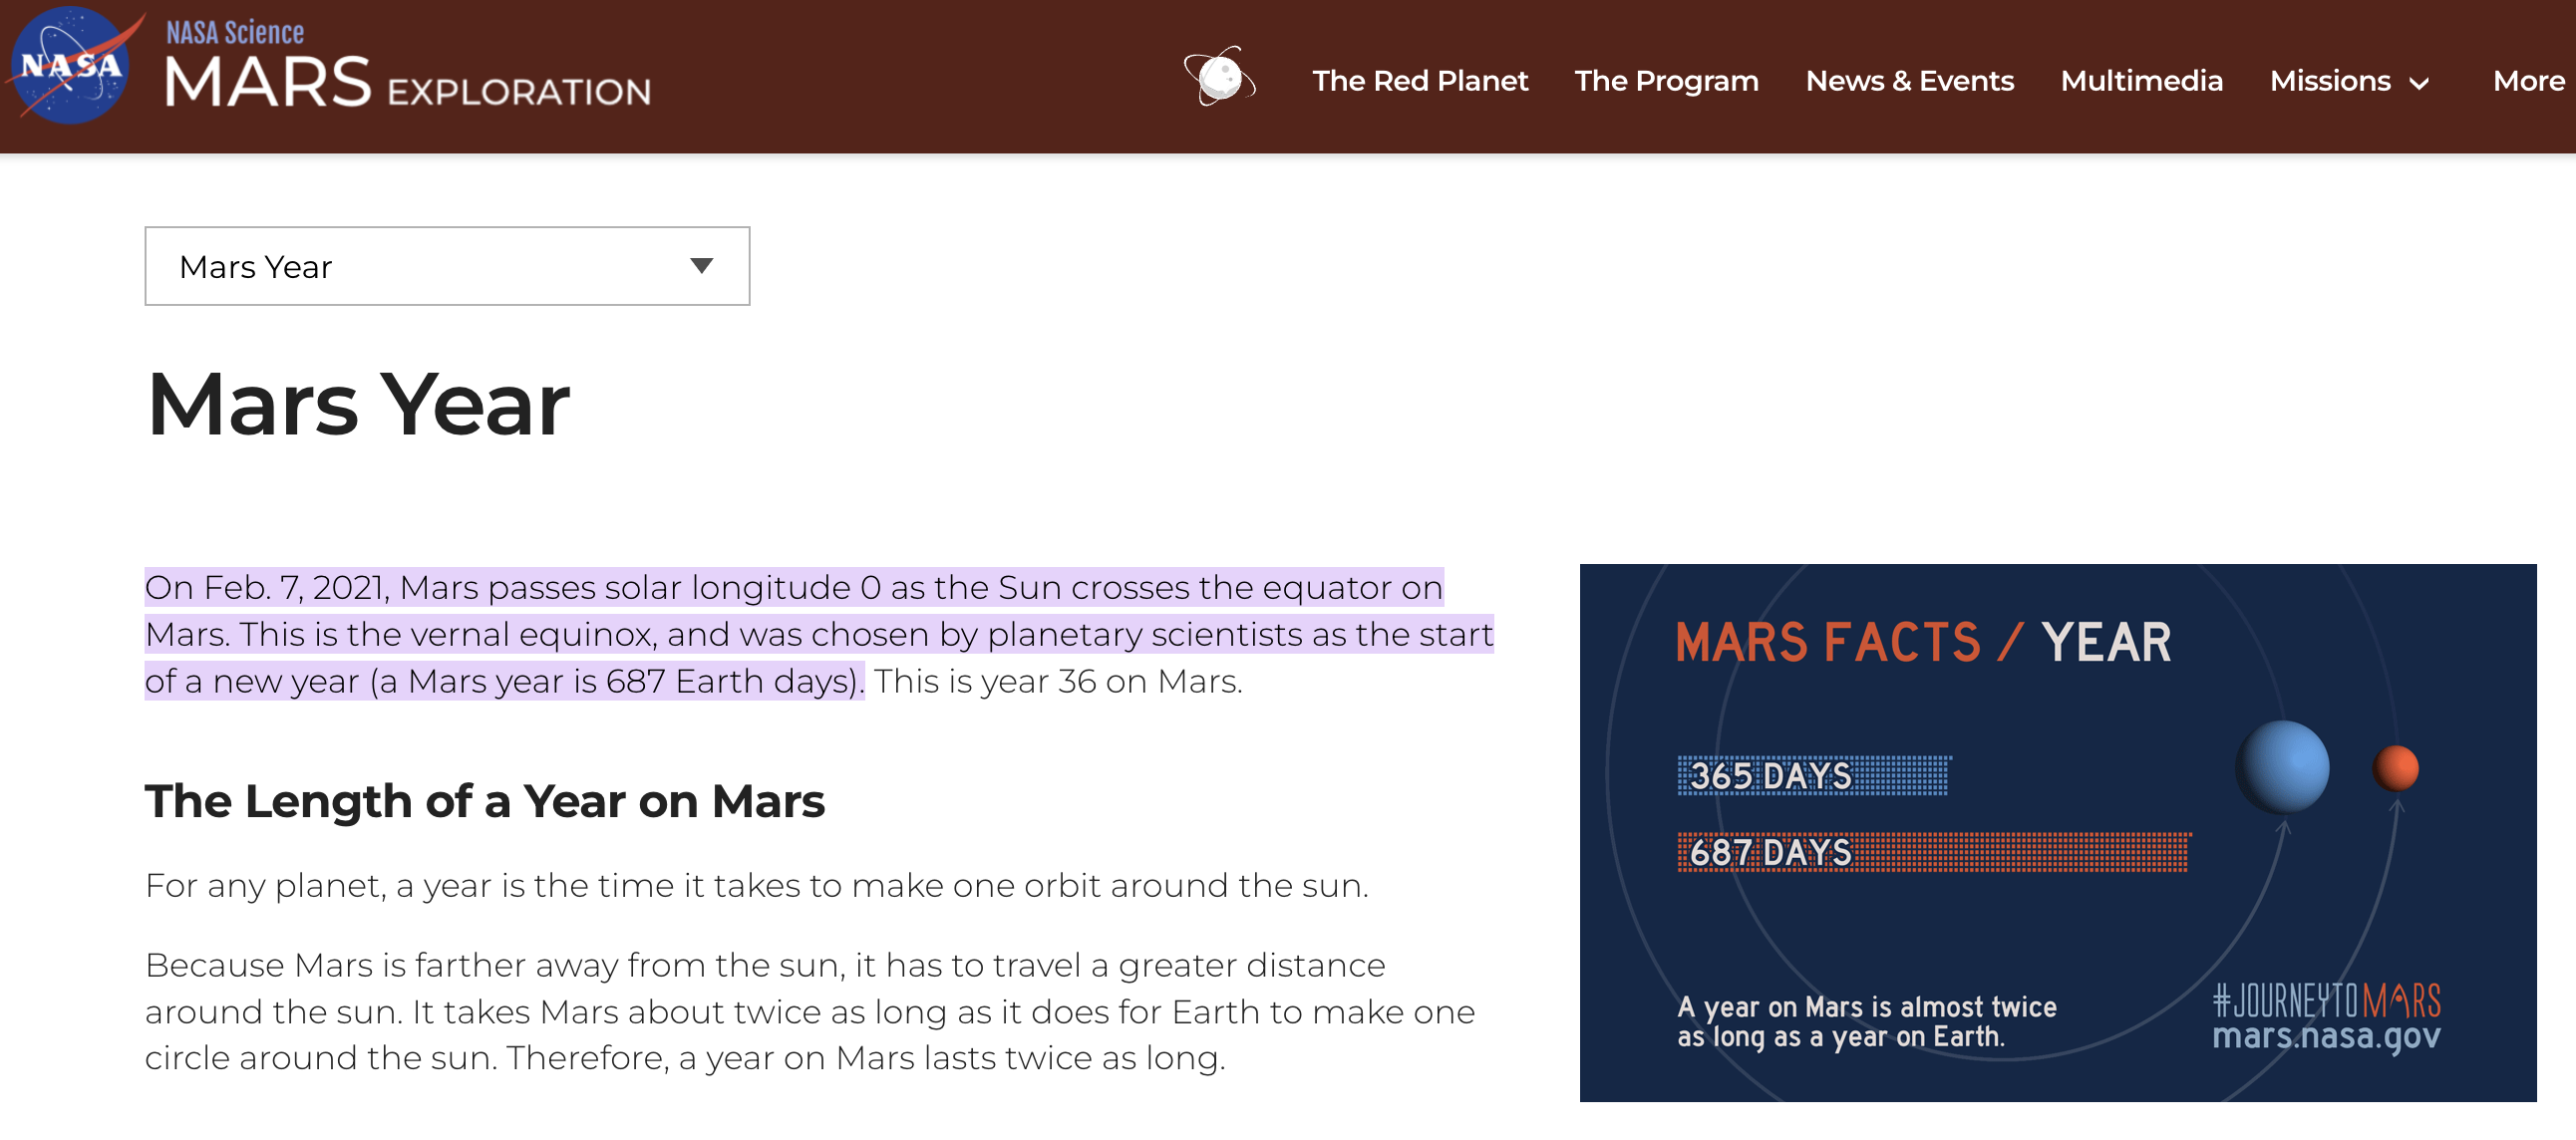 NASA
NASA Science
MARS EXPLORATION
The Red Planet
The Program
News & Events
Multimedia
Missions
More
Mars Year
Mars Year
On Feb. 7, 2021, Mars passes solar longitude 0 as the Sun crosses the equator on
Mars. This is the vernal equinox, and was chosen by planetary scientists as the start
of a new year (a Mars year is 687 Earth days). This is year 36 on Mars.
The Length of a Year on Mars
For any planet, a year is the time it takes to make one orbit around the sun.
Because Mars is farther away from the sun, it has to travel a greater distance
around the sun. It takes Mars about twice as long as it does for Earth to make one
circle around the sun. Therefore, a year on Mars lasts twice as long.
MARS FACTS / YEAR
365 DAYS
687 DAYS
A year on Mars is almost twice
as long as a year on Earth.
#JOURNEYTOMARS
mars.nasa.gov